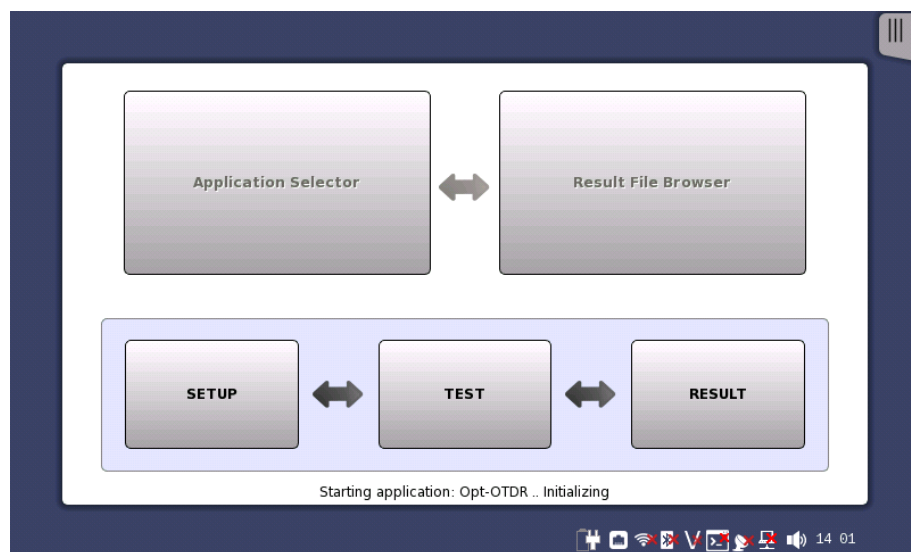 Application Selector
Result File Browser
SETUP
TEST
RESULT
Starting application: Opt-OTDR .. Initializing
14 01